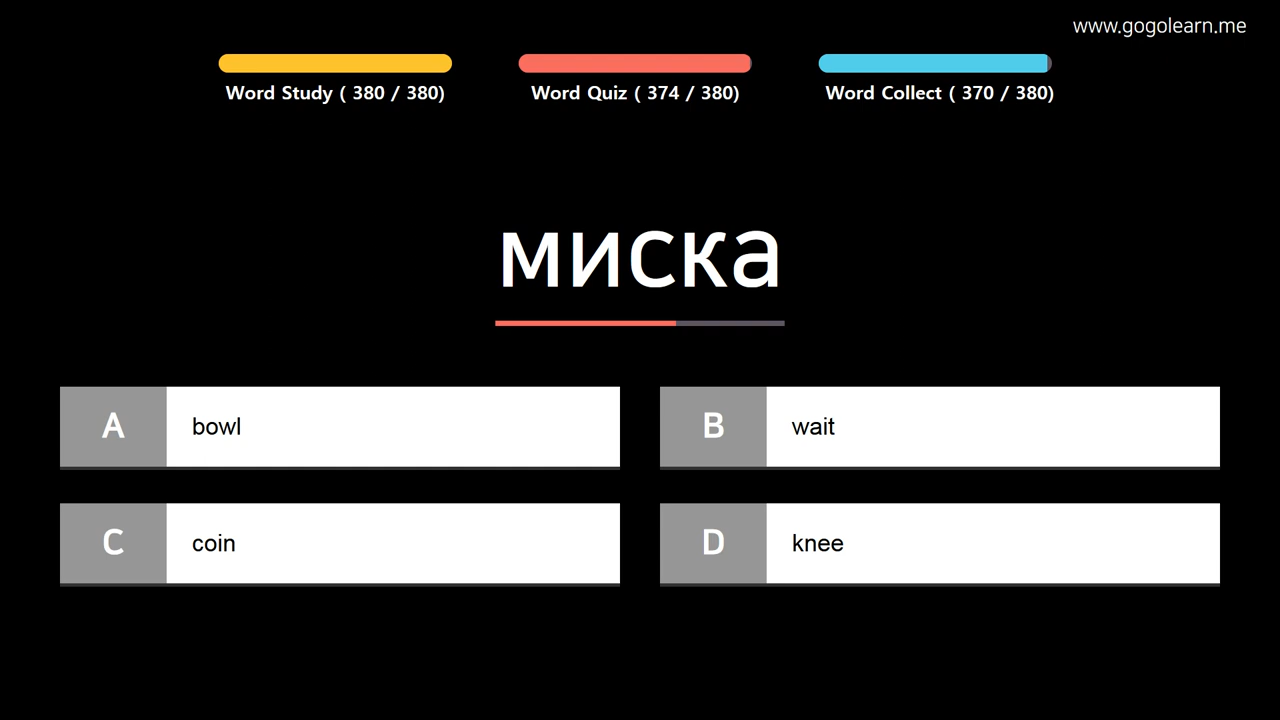 www.gogolearn.me
Word Study ( 380 / 380)
Word Quiz ( 374 / 380)
Word Collect ( 370 / 380)
миска
A bowl
B wait
C coin
D knee